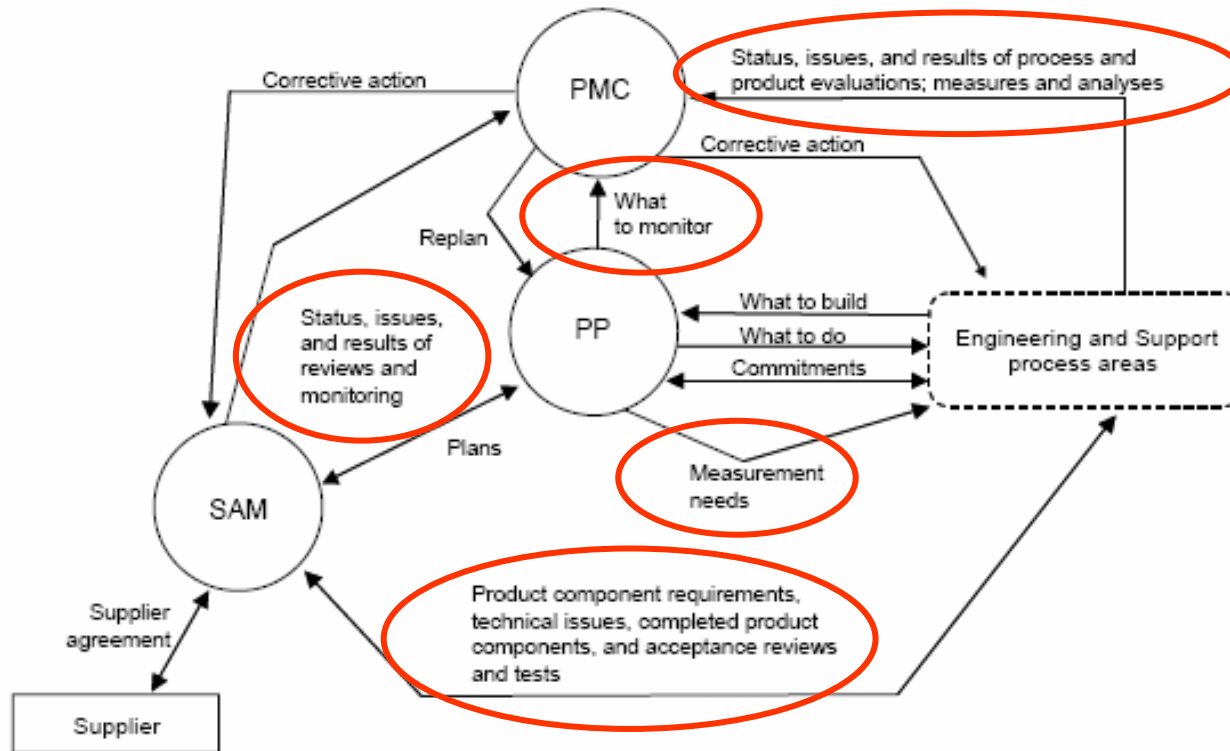 Status, issues, and results of process and
product evaluations; measures and analyses
Corrective action
PMC
Corrective action
What
to monitor
Replan
What to build
Status, issues,
and results of
reviews and
monitoring
PP
What to do
Engineering and Support
process areas
Commitments
Plans
Measurement
needs
SAM
Product component requirements,
technical issues, completed product
components, and acceptance reviews
and tests
Supplier
agreement
Supplier